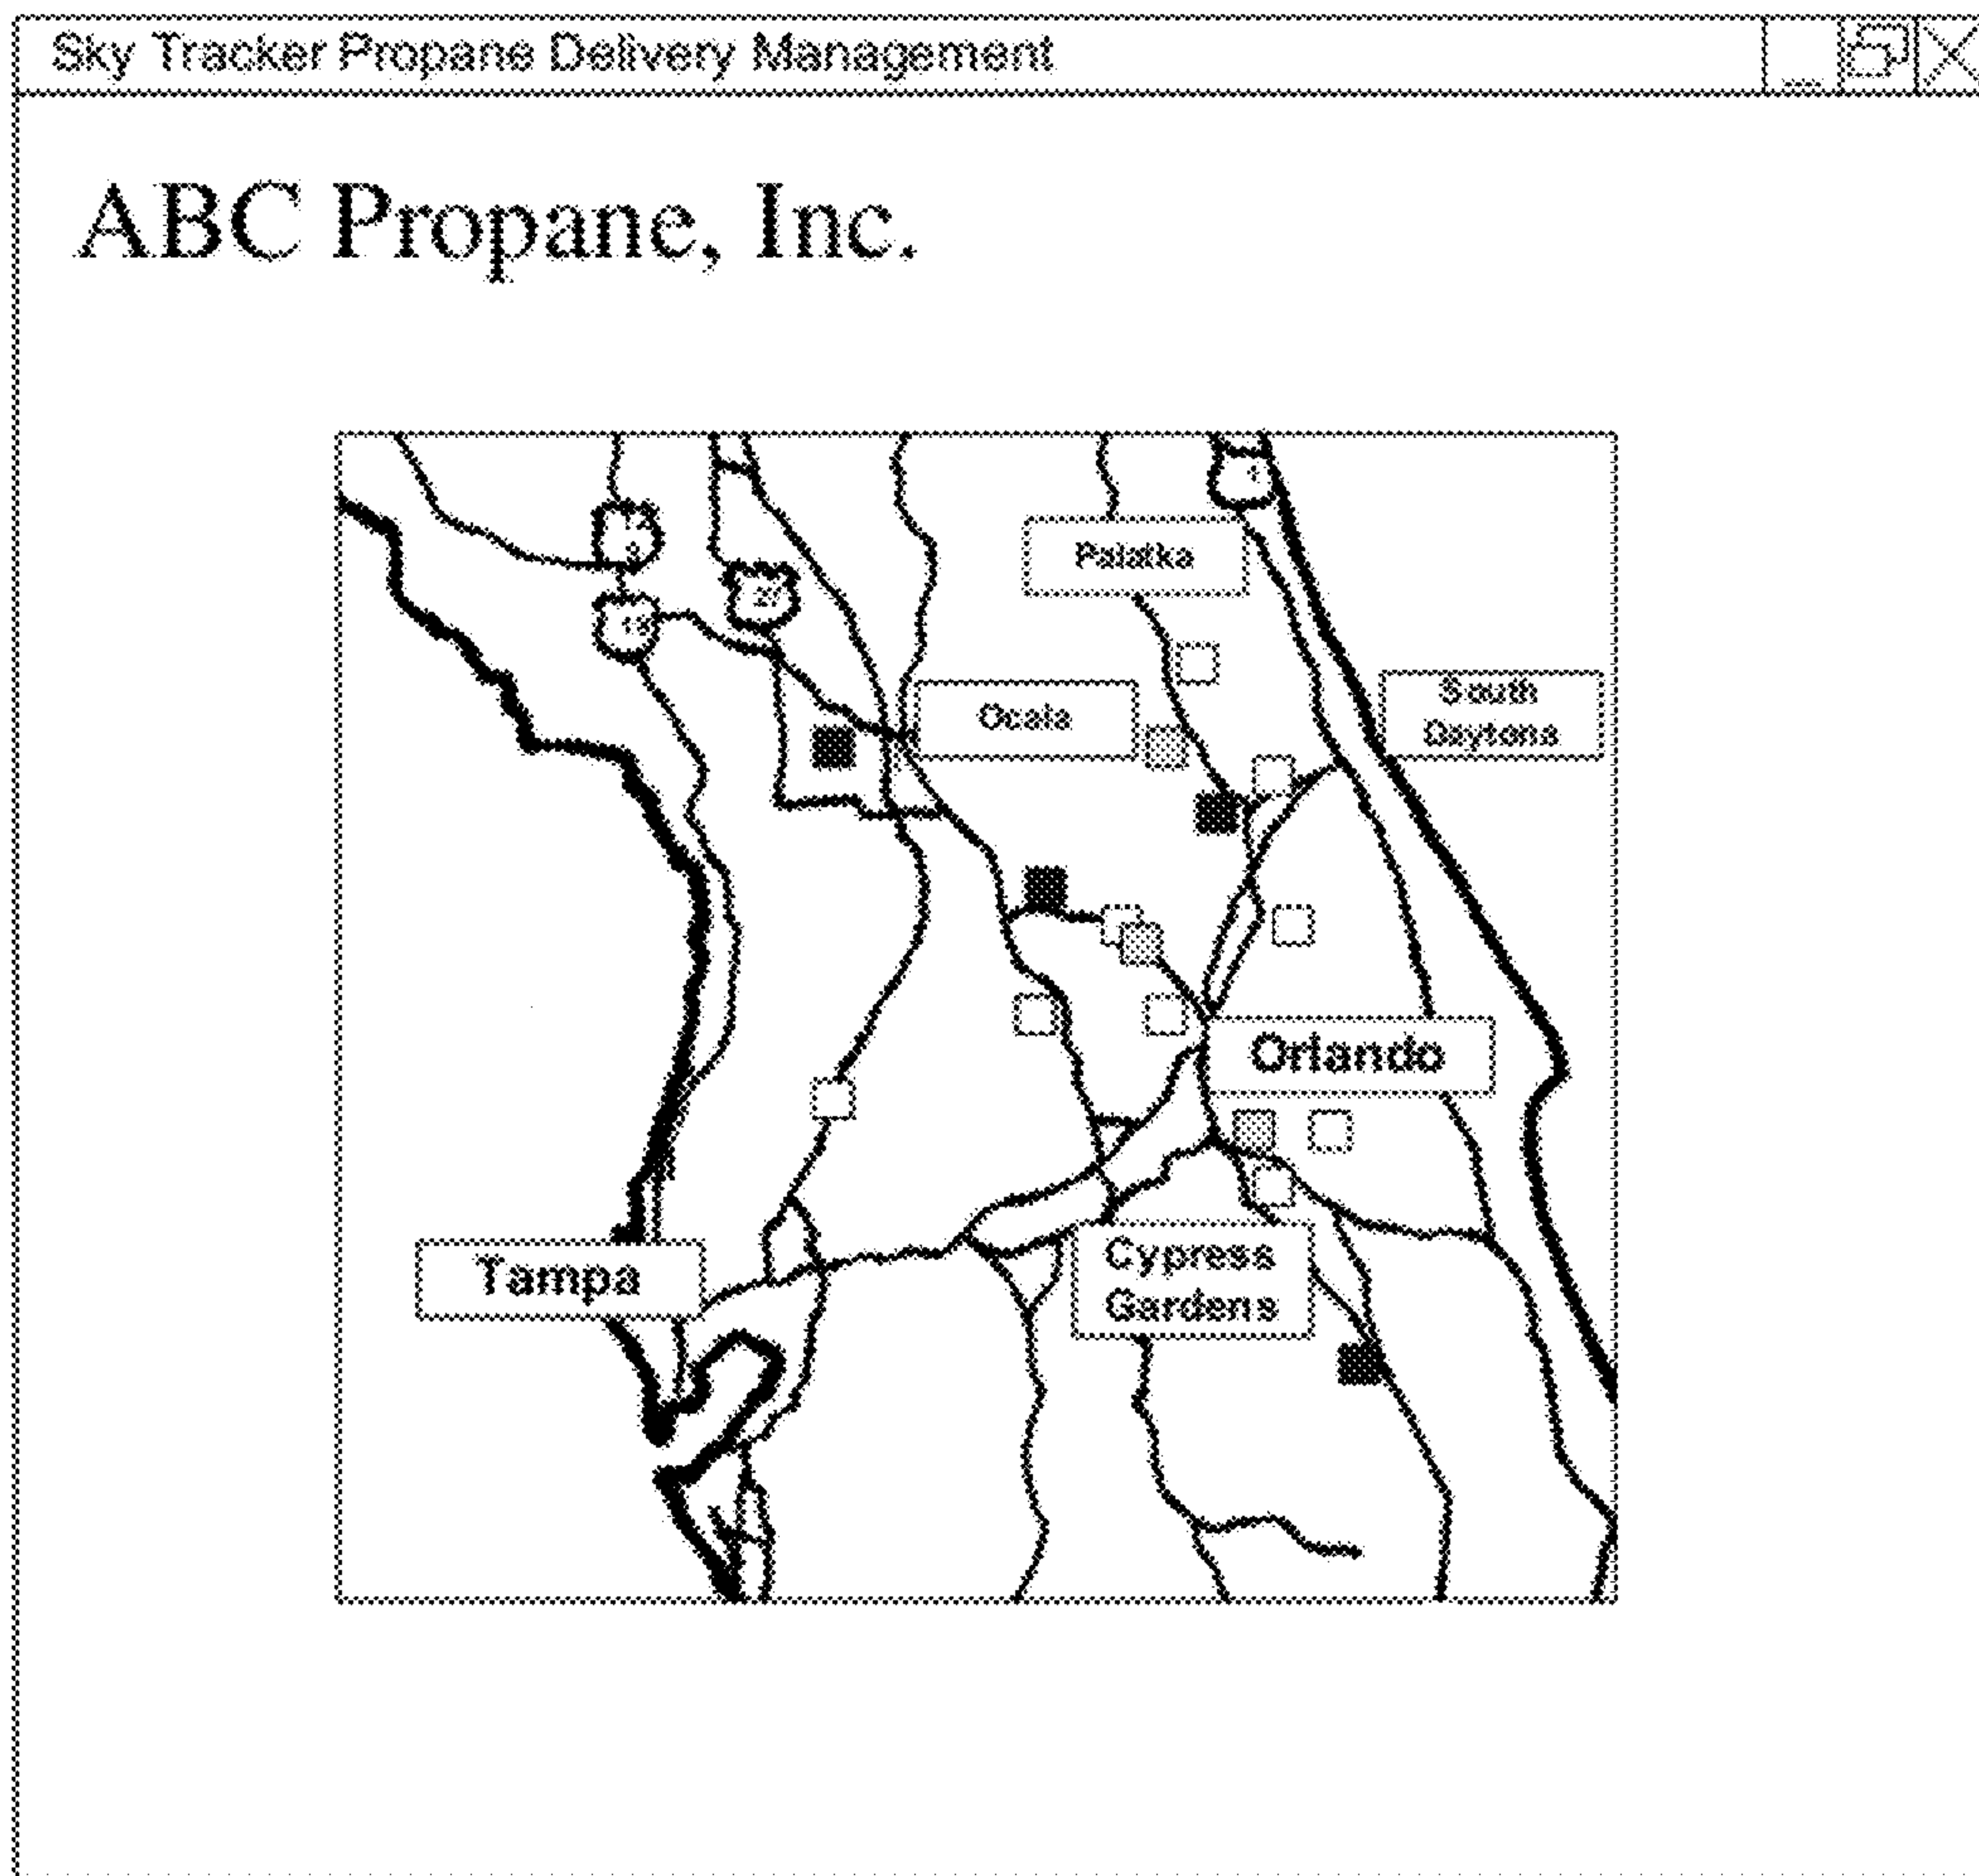 Sky Tracker Propane Delivery Management
ABC Propane, Inc.
Palatka
South
Daytona
Ocala
Orlando
Tampa
Cypress
Gardens